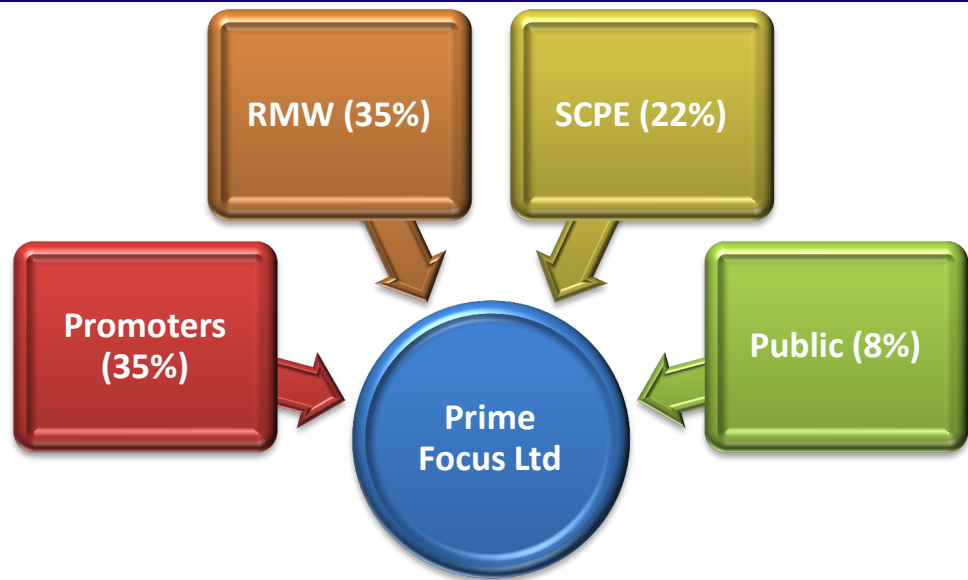 RMW (35%)
SCPE (22%)
Promoters
(35%)
Public (8%)
Prime
Focus Ltd